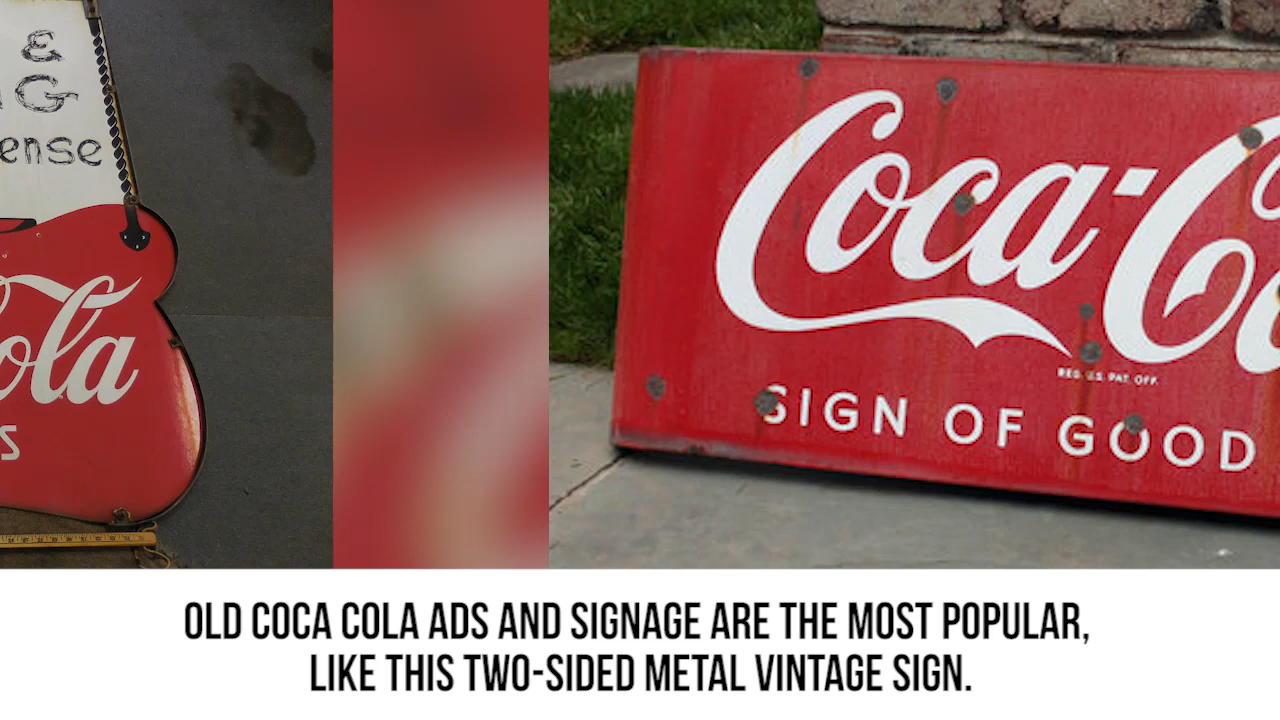 &
G
ense
ola
S
Coca-Co
REG. U.S. PAT. OFF.
SIGN OF GOOD
OLD COCA COLA ADS AND SIGNAGE ARE THE MOST POPULAR,
LIKE THIS TWO-SIDED METAL VINTAGE SIGN.